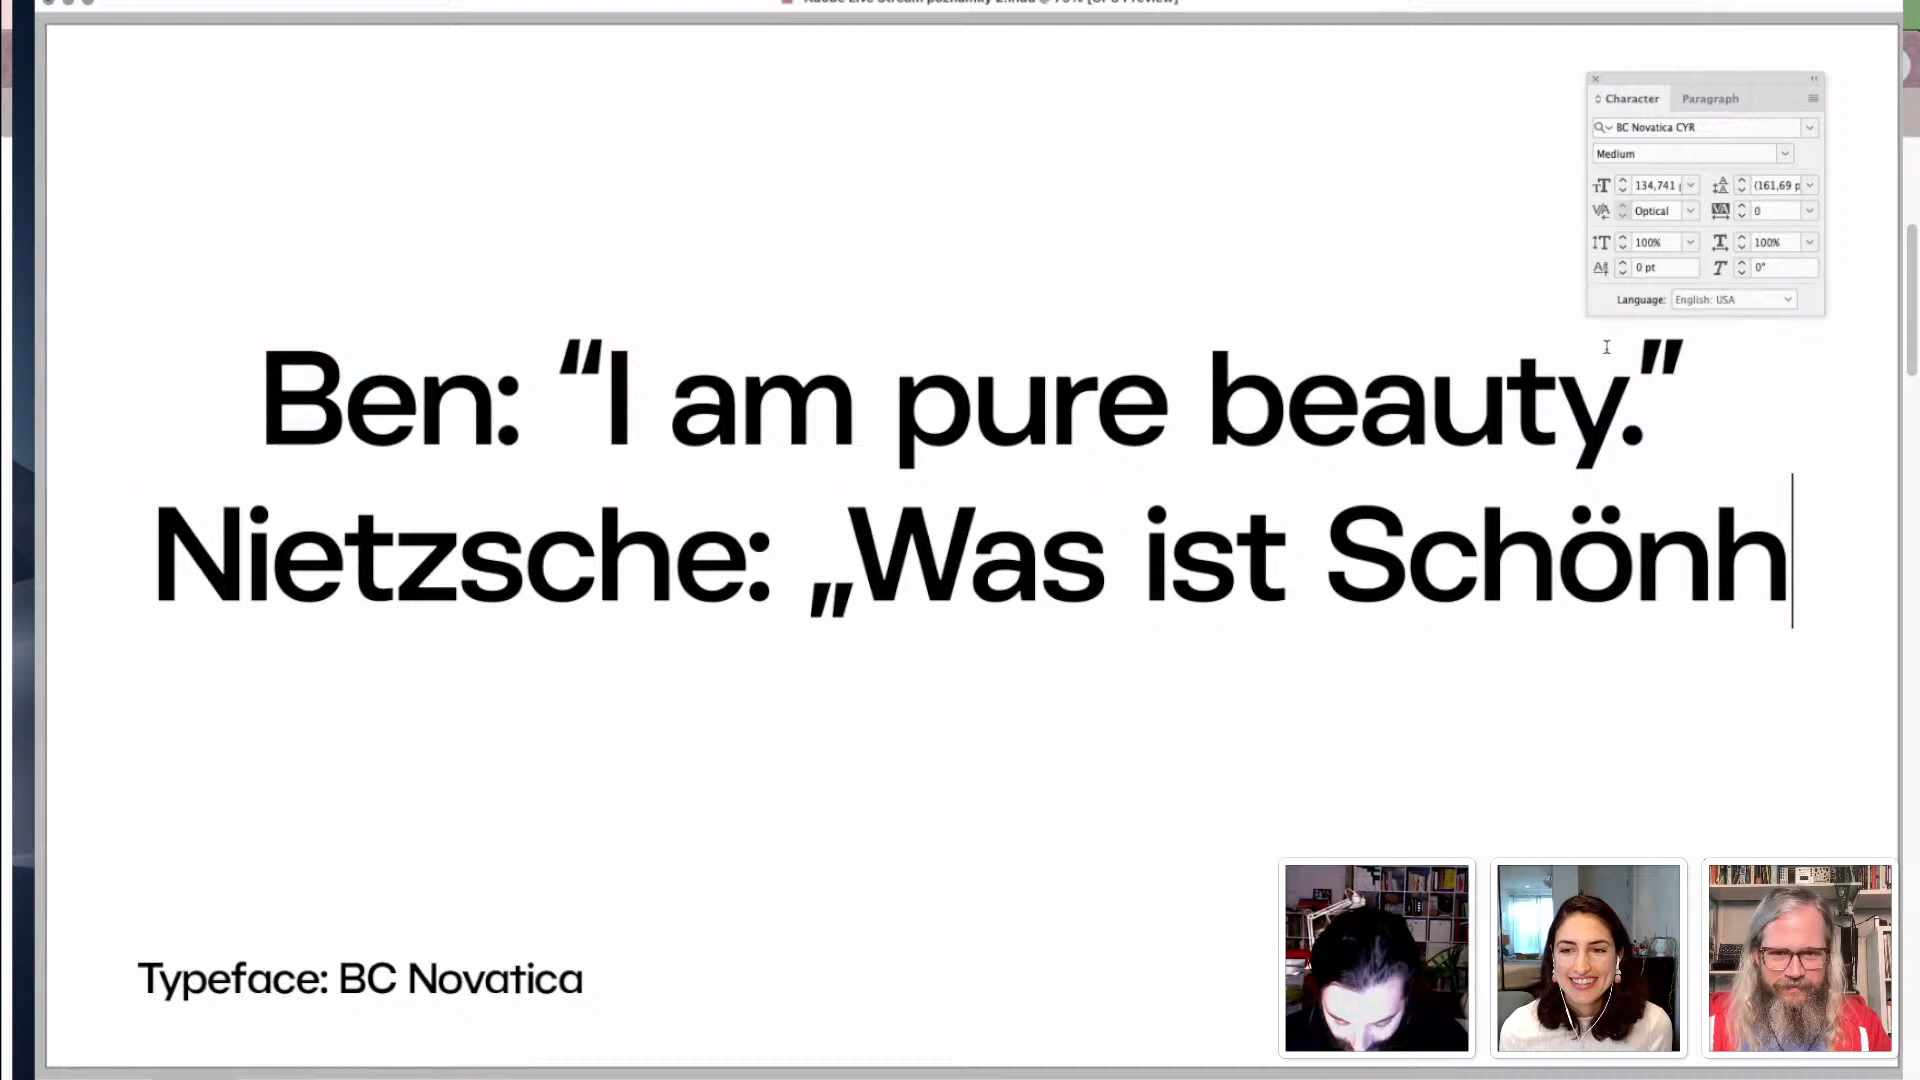 Character Paragraph
BC Novatica CYR
Medium
134,741 (161,69 p
Optical 0
100% 100%
0 pt 0°
Language: English: USA
Ben: “I am pure beauty.”
Nietzsche: „Was ist Schönh
Typeface: BC Novatica